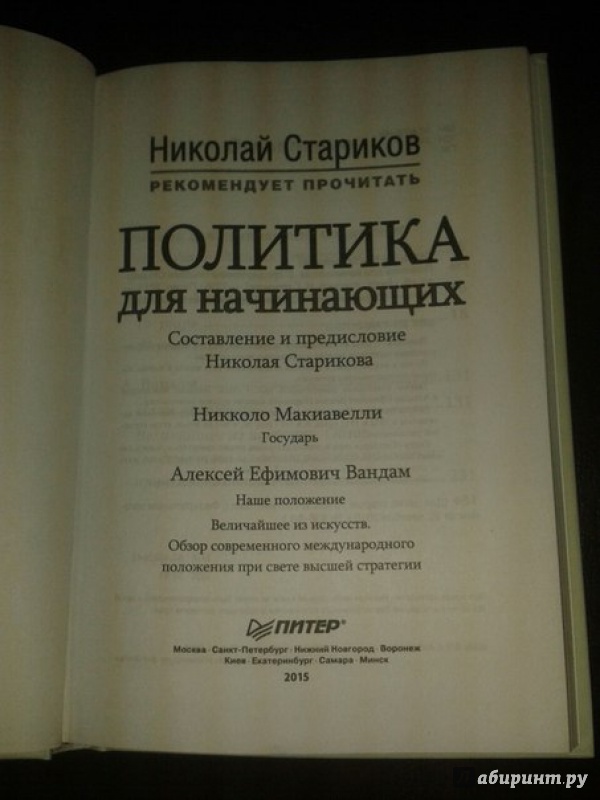 Николай Стариков
РЕКОМЕНДУЕТ ПРОЧИТАТЬ
ПОЛИТИКА
для начинающих
Составление и предисловие
Николая Старикова
Никколо Макиавелли
Государь
Алексей Ефимович Вандам
Наше положение
Величайшее из искусств.
Обзор современного международного
положения при свете высшей стратегии
ПИТЕР®
Москва · Санкт-Петербург · Нижний Новгород · Воронеж
Киев · Екатеринбург · Самара · Минск
2015
Лабиринт.ру